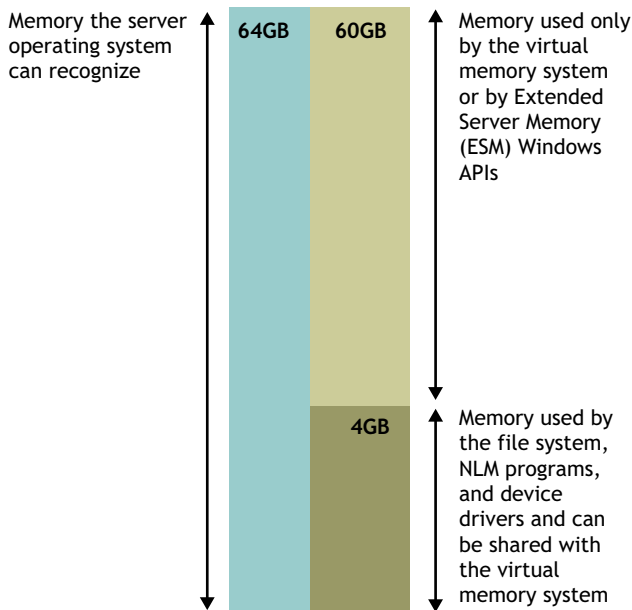 Memory the server
operating system
can recognize
64GB
60GB
Memory used only
by the virtual
memory system
or by Extended
Server Memory
(ESM) Windows
APIs
4GB
Memory used by
the file system,
NLM programs,
and device
drivers and can
be shared with
the virtual
memory system